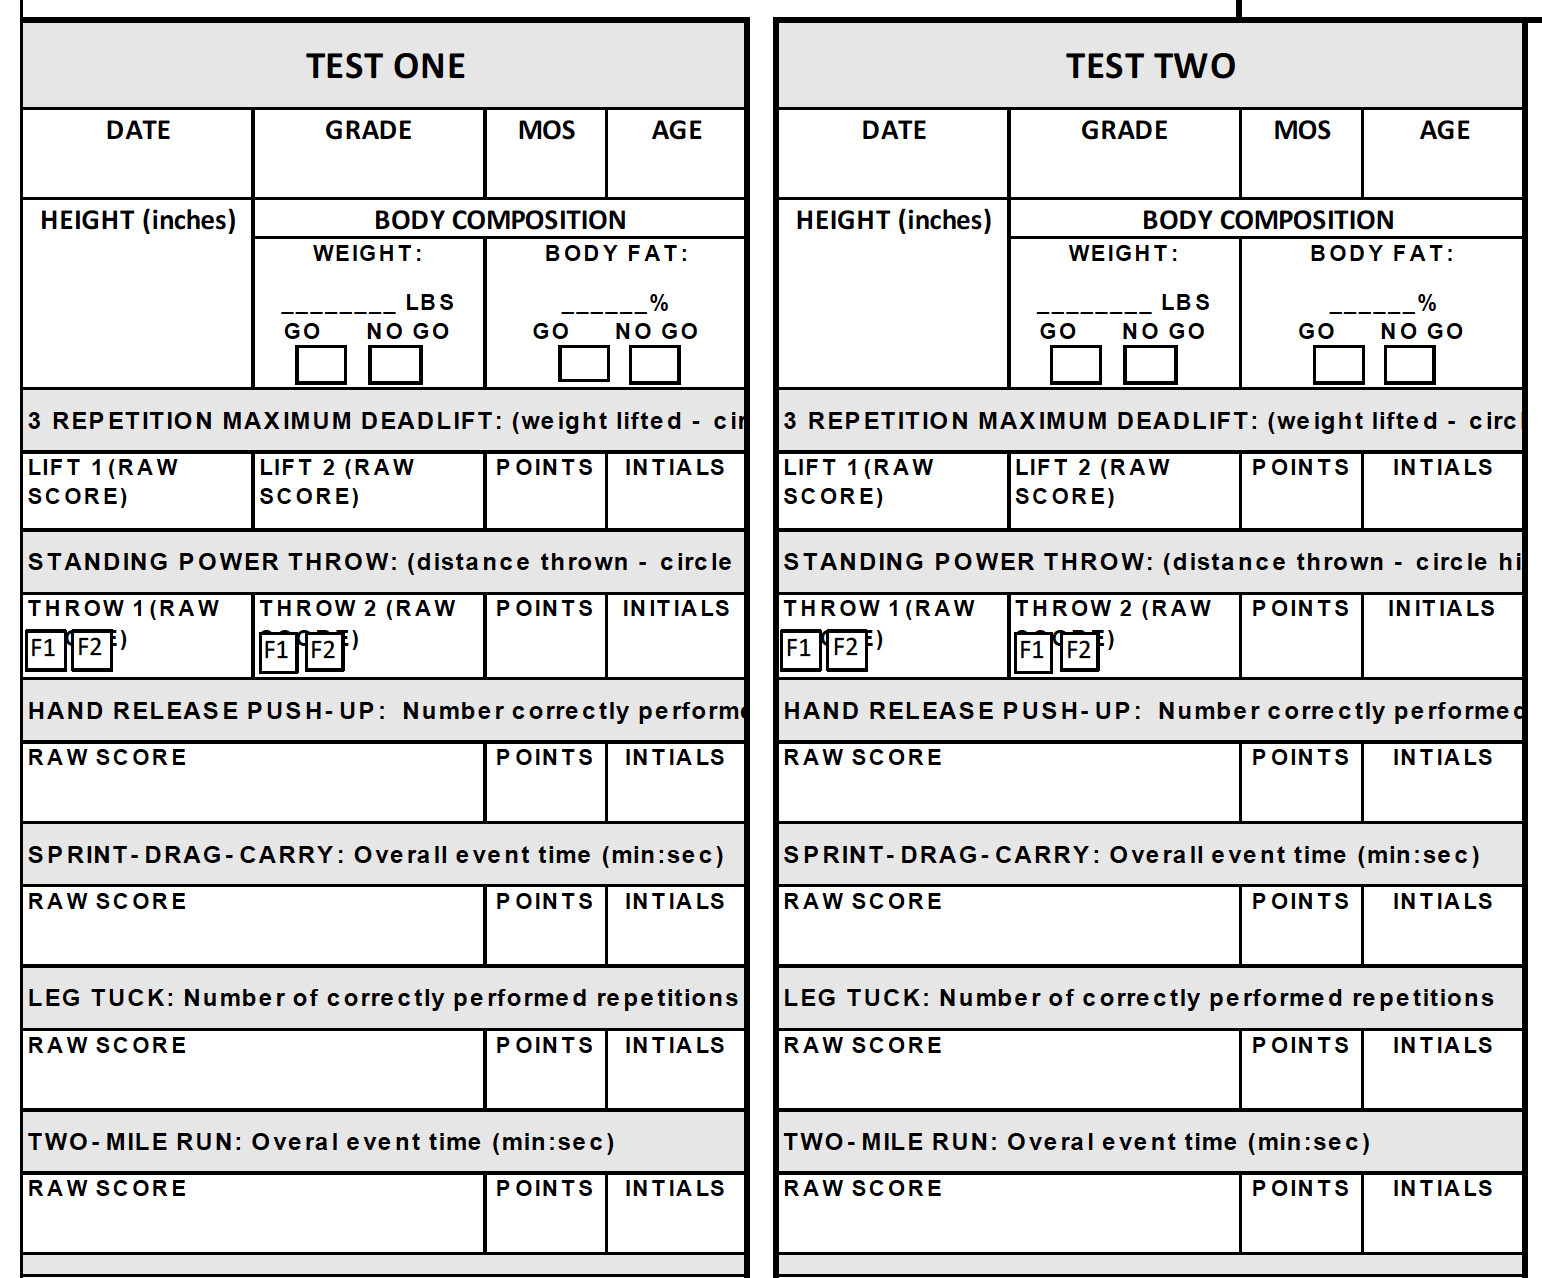 TEST ONE
DATE GRADE MOS AGE
HEIGHT (inches) BODY COMPOSITION
WEIGHT: BODY FAT:
________ LBS ______%
GO NO GO GO NO GO
3 REPETITION MAXIMUM DEADLIFT: (weight lifted - cir
LIFT 1(RAW SCORE) LIFT 2 (RAW SCORE) POINTS INTIALS
STANDING POWER THROW: (distance thrown - circle
THROW 1(RAW THROW 2 (RAW POINTS INITIALS
F1 F2 F1 F2
HAND RELEASE PUSH-UP: Number correctly performe
RAW SCORE POINTS INTIALS
SPRINT-DRAG-CARRY: Overall event time (min:sec)
RAW SCORE POINTS INTIALS
LEG TUCK: Number of correctly performed repetitions
RAW SCORE POINTS INTIALS
TWO-MILE RUN: Overal event time (min:sec)
RAW SCORE POINTS INTIALS
TEST TWO
DATE GRADE MOS AGE
HEIGHT (inches) BODY COMPOSITION
WEIGHT: BODY FAT:
________ LBS ______%
GO NO GO GO NO GO
3 REPETITION MAXIMUM DEADLIFT: (weight lifted - circ
LIFT 1(RAW SCORE) LIFT 2 (RAW SCORE) POINTS INTIALS
STANDING POWER THROW: (distance thrown - circle hi
THROW 1(RAW THROW 2 (RAW POINTS INITIALS
F1 F2 F1 F2
HAND RELEASE PUSH-UP: Number correctly performed
RAW SCORE POINTS INTIALS
SPRINT-DRAG-CARRY: Overall event time (min:sec)
RAW SCORE POINTS INTIALS
LEG TUCK: Number of correctly performed repetitions
RAW SCORE POINTS INTIALS
TWO-MILE RUN: Overal event time (min:sec)
RAW SCORE POINTS INTIALS